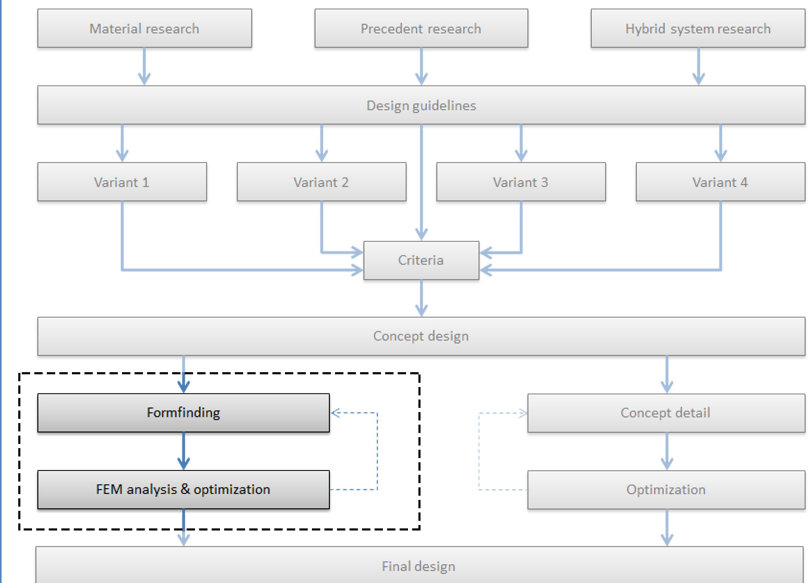 Material research
Precedent research
Hybrid system research
Design guidelines
Variant 1
Variant 2
Variant 3
Variant 4
Criteria
Concept design
Formfinding
Concept detail
FEM analysis & optimization
Optimization
Final design